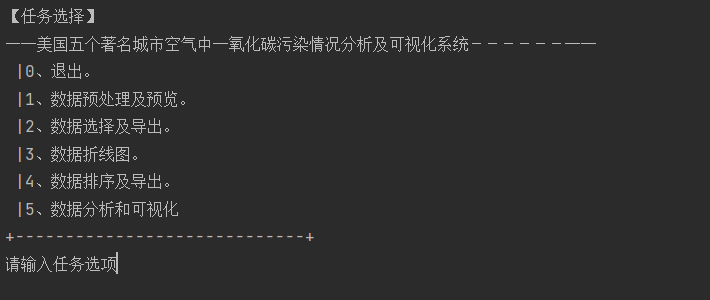 【任务选择】
——美国五个著名城市空气中一氧化碳污染情况分析及可视化系统－－－－－－——
|0、退出。
|1、数据预处理及预览。
|2、数据选择及导出。
|3、数据折线图。
|4、数据排序及导出。
|5、数据分析和可视化
+-----------------------------+
请输入任务选项